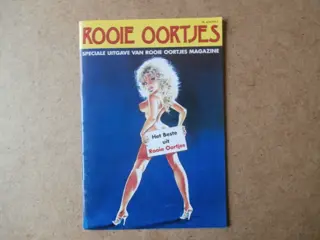 ROOIE OORTJES
SPECIALE UITGAVE VAN ROOIE OORTJES MAGAZINE
Het Beste
uit
Rooie Oortjes